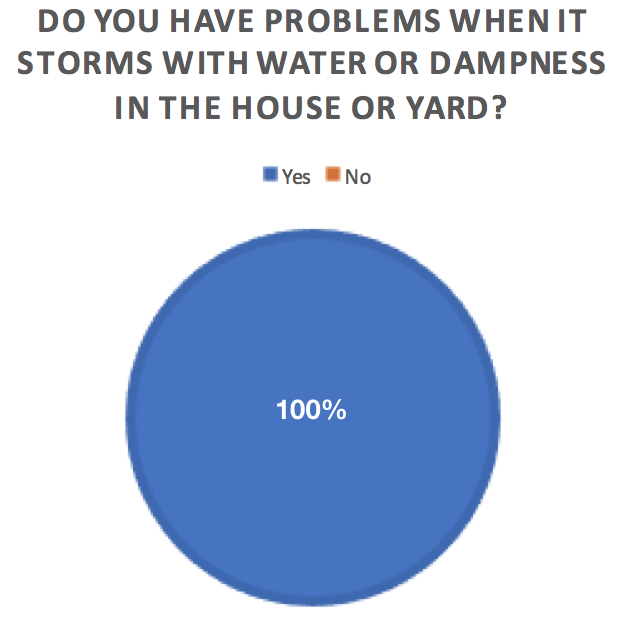 DO YOU HAVE PROBLEMS WHEN IT
STORMS WITH WATER OR DAMPNESS
IN THE HOUSE OR YARD?
Yes No
100%